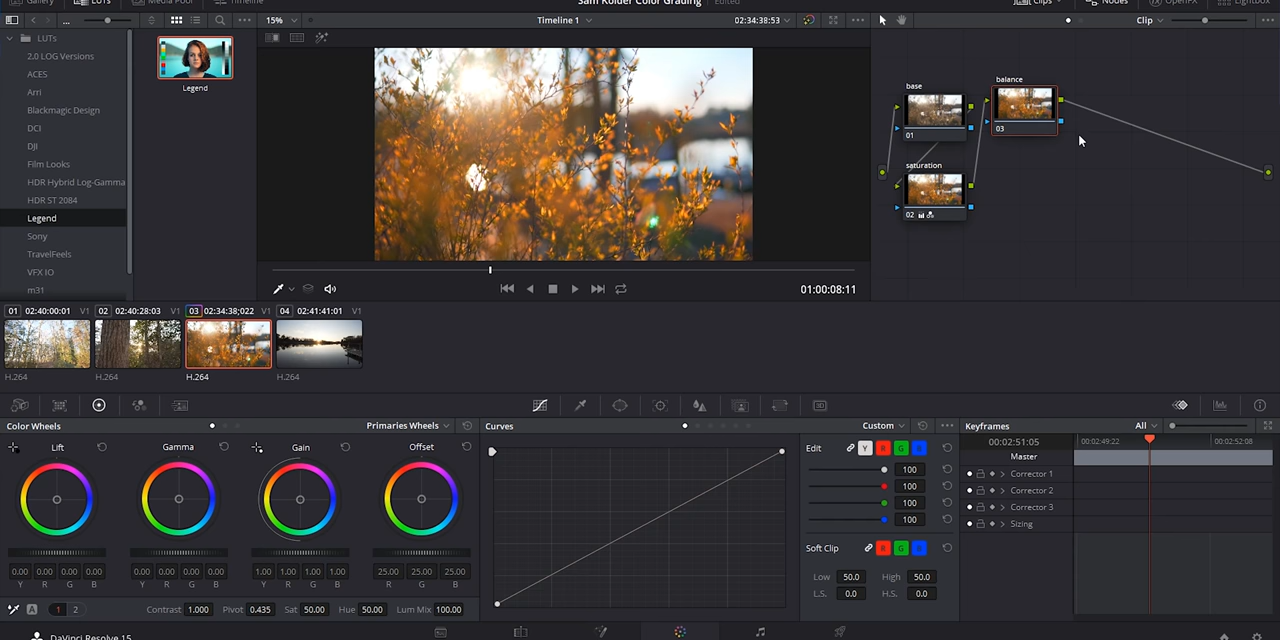 Gallery LUTs Media Pool Timeline Sam Kolder Color Grading Edited Clips Nodes OpenFX Lightbox
... 15% Timeline 1 02:34:38:53 Clip
LUTs
2.0 LOG Versions
ACES
Arri
Blackmagic Design
DCI
DJI
Film Looks
HDR Hybrid Log-Gamma
HDR ST 2084
Legend
Sony
TravelFeels
VFX IO
m31
Legend
01:00:08:11
base
01
saturation
02
balance
03
01 02:40:00:01 V1 02 02:40:28:03 V1 03 02:34:38;022 V1 04 02:41:41:01 V1
H.264 H.264 H.264 H.264
Color Wheels Primaries Wheels
Lift Gamma Gain Offset
0.00 0.00 0.00 0.00 0.00 0.00 0.00 0.00 1.00 1.00 1.00 1.00 25.00 25.00 25.00
Y R G B Y R G B Y R G B R G B
A 1 2 Contrast 1.000 Pivot 0.435 Sat 50.00 Hue 50.00 Lum Mix 100.00
Curves Custom
Edit Y R G B
100
100
100
100
Soft Clip R G B
Low 50.0 High 50.0
L.S. 0.0 H.S. 0.0
Keyframes All
00:02:51:05 00:02:49:22 00:02:52:08
Master
Corrector 1
Corrector 2
Corrector 3
Sizing
DaVinci Resolve 15